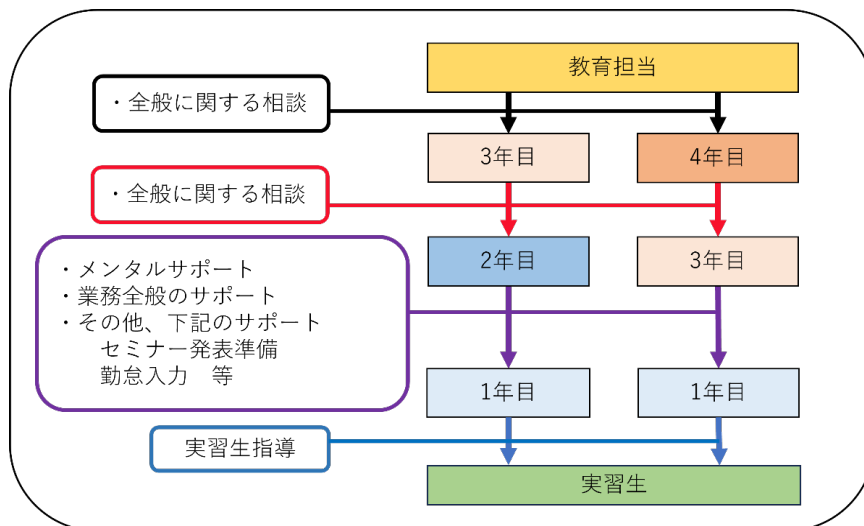 教育担当
・全般に関する相談
3年目
4年目
・全般に関する相談
2年目
3年目
・メンタルサポート
・業務全般のサポート
・その他、下記のサポート
セミナー発表準備
勤怠入力　等
1年目
1年目
実習生指導
実習生